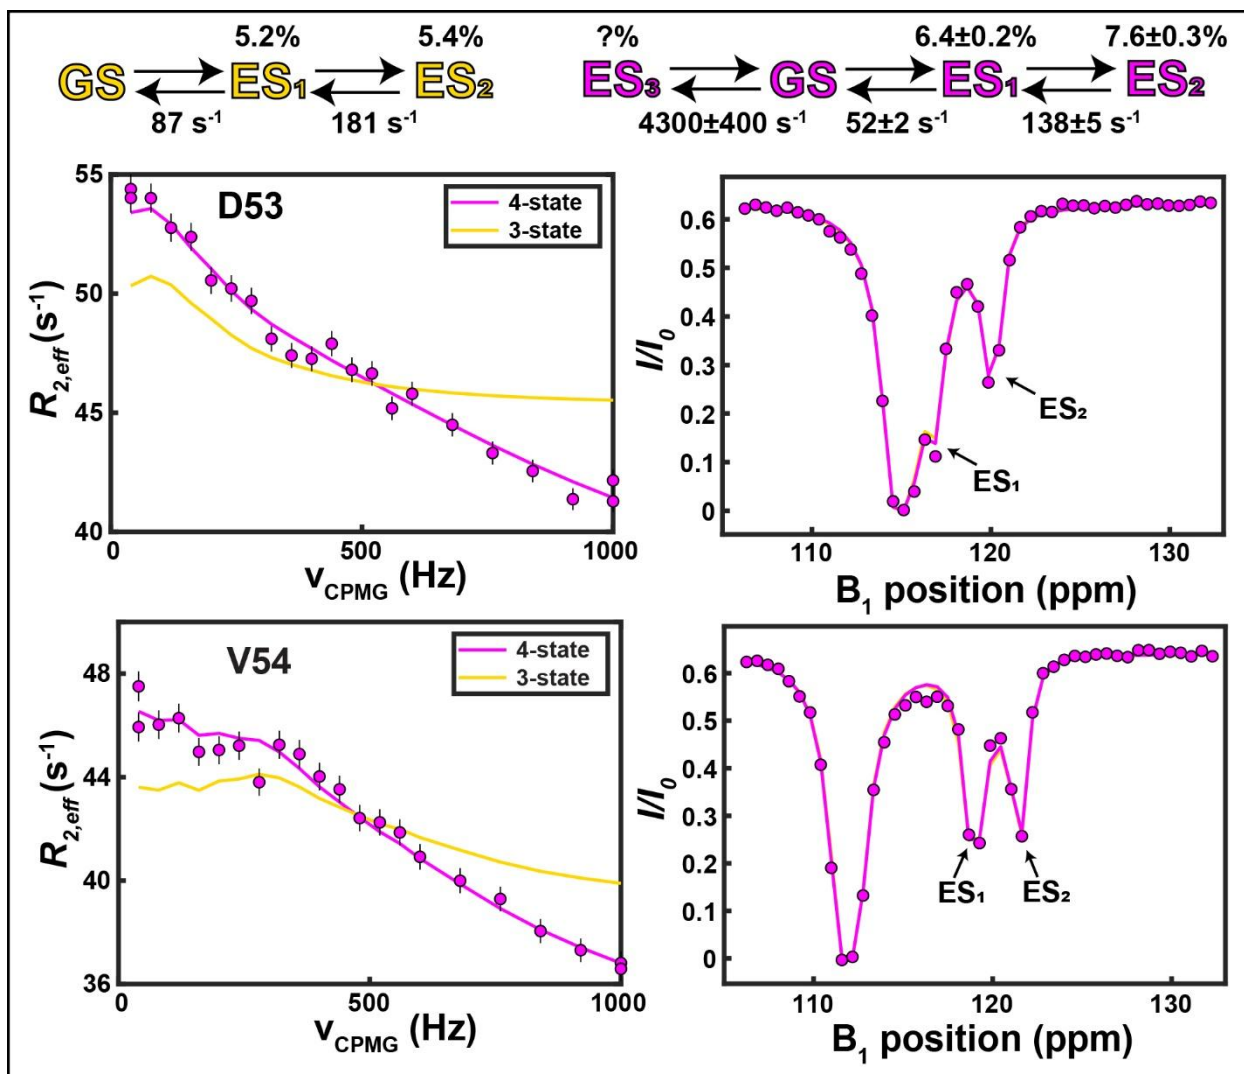 5.2% 5.4% ?% 6.4±0.2% 7.6±0.3%
GS ES₁ ES₂ ES₃ GS ES₁ ES₂
87 s⁻¹ 181 s⁻¹ 4300±400 s⁻¹ 52±2 s⁻¹ 138±5 s⁻¹
D53
4-state
3-state
55
50
45
40
R₂,eff (s⁻¹)
0 500 1000
ν_CPMG (Hz)
0.6
0.5
0.4
0.3
0.2
0.1
0
I/I₀
ES₂
ES₁
110 120 130
B₁ position (ppm)
V54
4-state
3-state
48
44
40
36
R₂,eff (s⁻¹)
0 500 1000
ν_CPMG (Hz)
0.6
0.5
0.4
0.3
0.2
0.1
0
I/I₀
ES₁ ES₂
110 120 130
B₁ position (ppm)